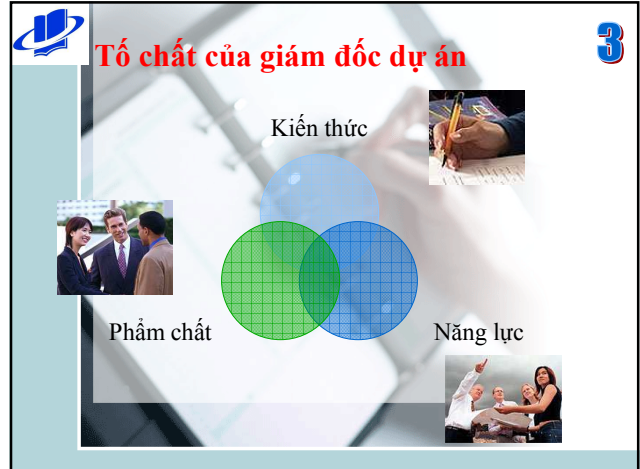 Tố chất của giám đốc dự án
3
Kiến thức
Phẩm chất
Năng lực